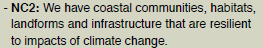 - NC2: We have coastal communities, habitats,
landforms and infrastructure that are resilient
to impacts of climate change.